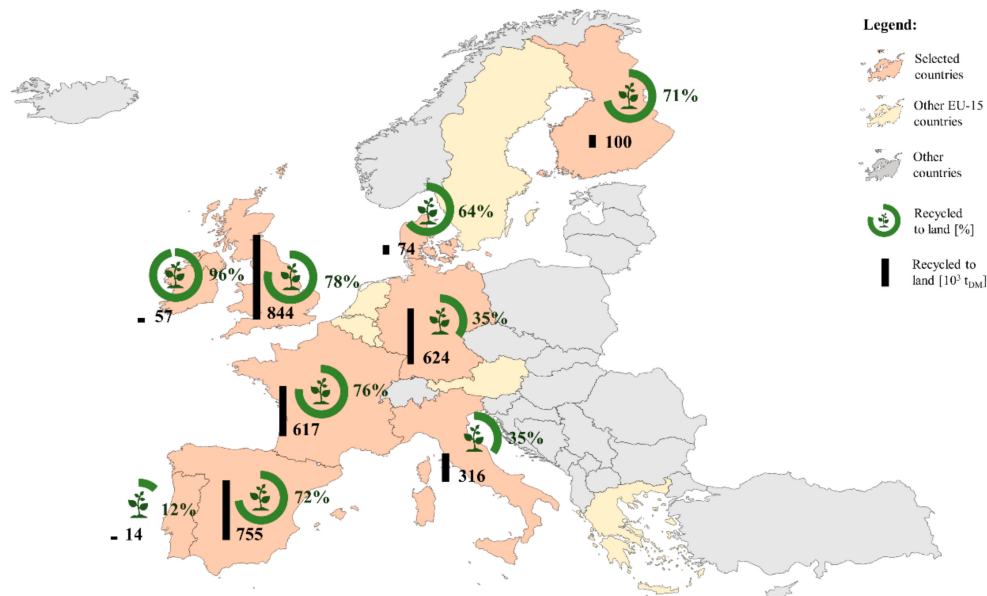 Legend:
Selected
countries
Other EU-15
countries
Other
countries
Recycled
to land [%]
Recycled to
land [10³ t_DM]
71%
100
64%
74
96%
57
78%
844
35%
624
76%
617
35%
316
12%
14
72%
755